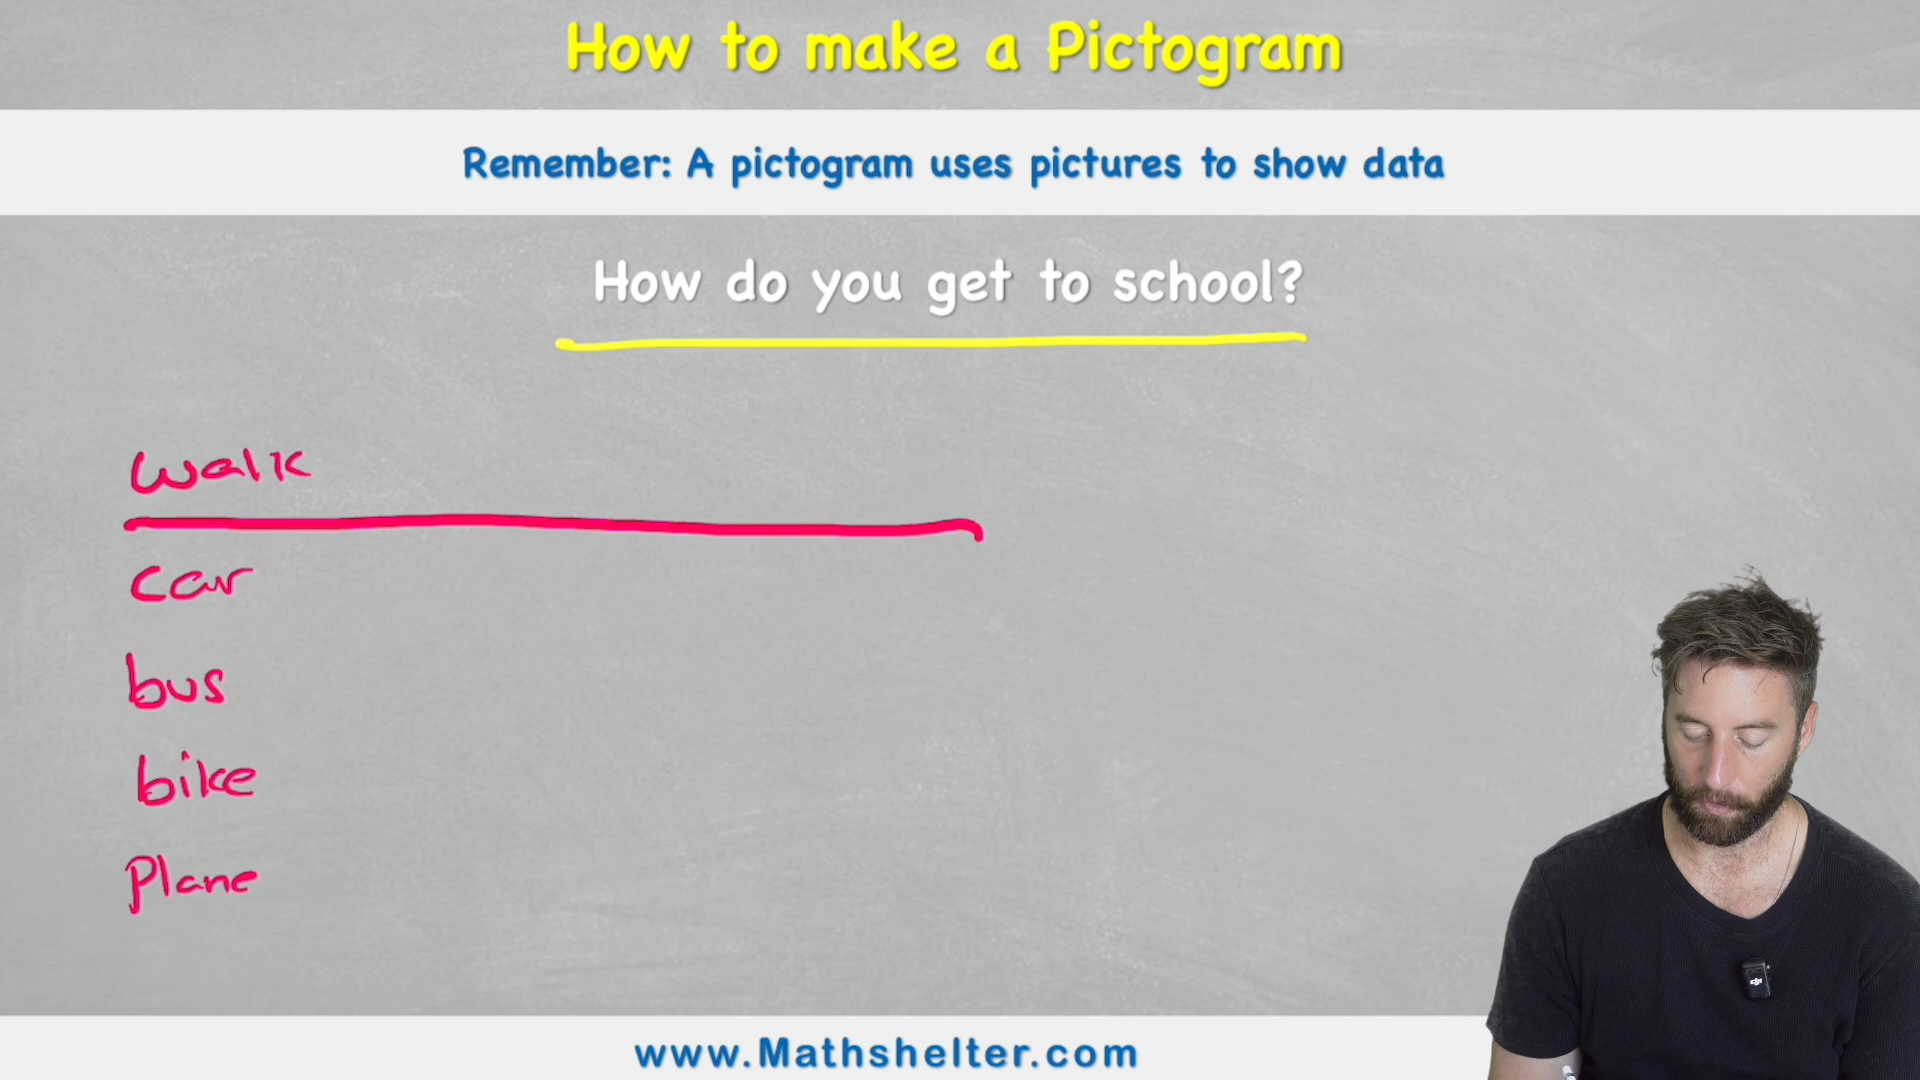 How to make a Pictogram
Remember: A pictogram uses pictures to show data
How do you get to school?
walk
car
bus
bike
Plane
dji
www.Mathshelter.com